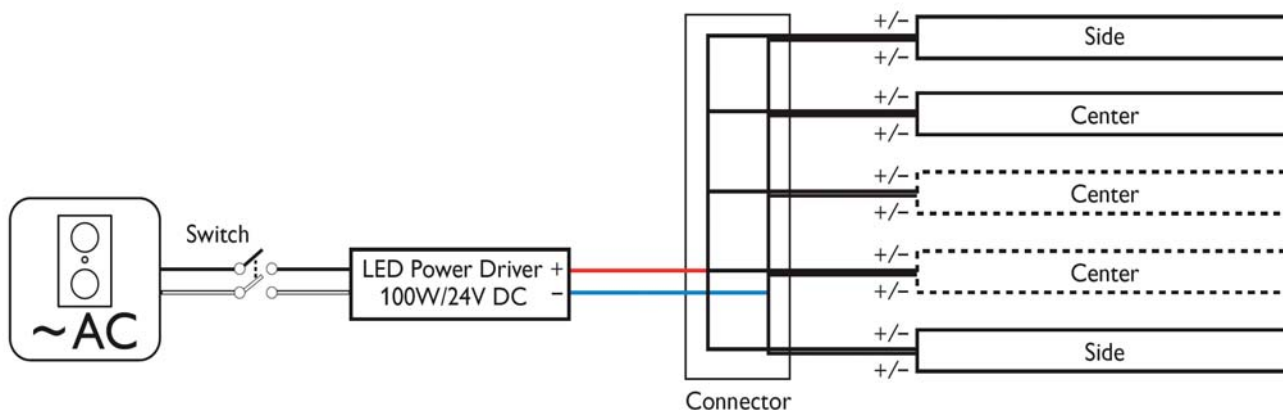 +/−
Side
+/−
+/−
Center
+/−
+/−
Center
+/−
Switch
~AC
LED Power Driver +
100W/24V DC −
+/−
Center
+/−
+/−
Side
+/−
Connector